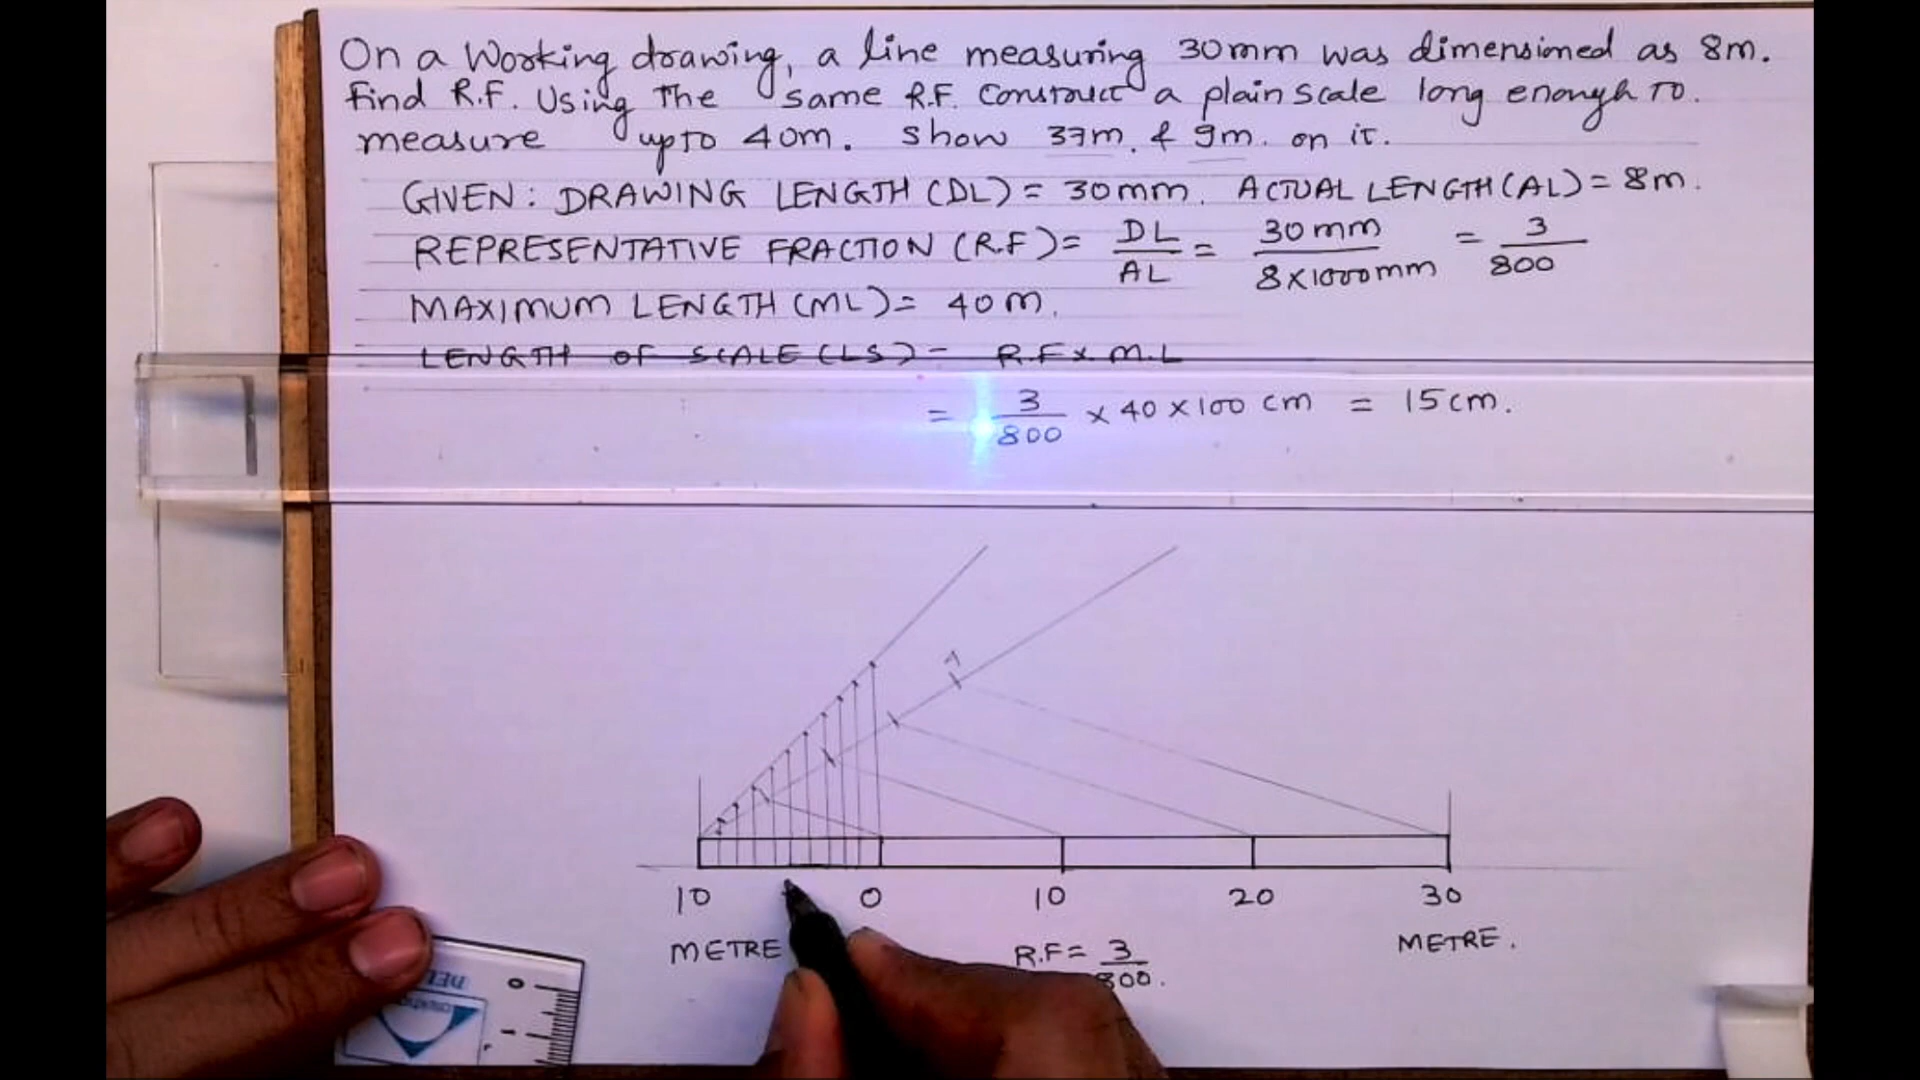 On a Working drawing, a line measuring 30mm was dimensioned as 8m.
find R.F. Using The same R.F. Construct a plain scale long enough To.
measure upTo 40m. show 37m. & 9m. on it.
GIVEN: DRAWING LENGTH (DL) = 30mm. ACTUAL LENGTH (AL) = 8m.
REPRESENTATIVE FRACTION (R.F) = DL/AL = 30mm/8x1000mm = 3/800
MAXIMUM LENGTH (ML) = 40m.
LENGTH OF SCALE (LS) = R.F x M.L
= 3/800 x 40 x 100 cm = 15cm.
10 0 10 20 30
METRE R.F = 3/800. METRE.
0